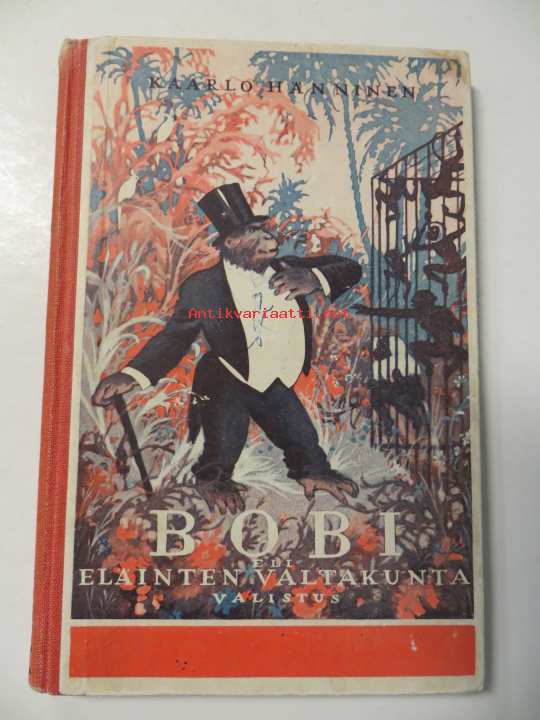 KAARLO HÄNNINEN
Antikvariaatti.net
BOBI
ELI
ELÄINTEN VALTAKUNTA
VALISTUS